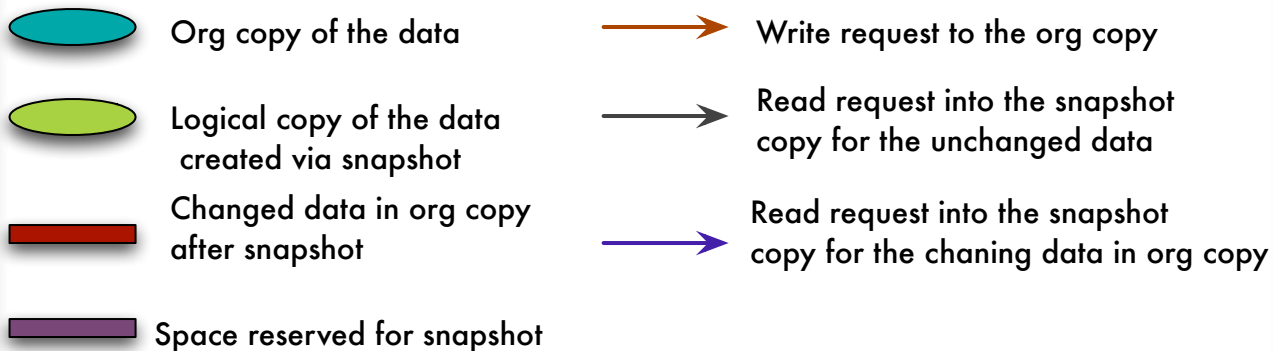 Org copy of the data
Write request to the org copy
Logical copy of the data
created via snapshot
Read request into the snapshot
copy for the unchanged data
Changed data in org copy
after snapshot
Read request into the snapshot
copy for the chaning data in org copy
Space reserved for snapshot